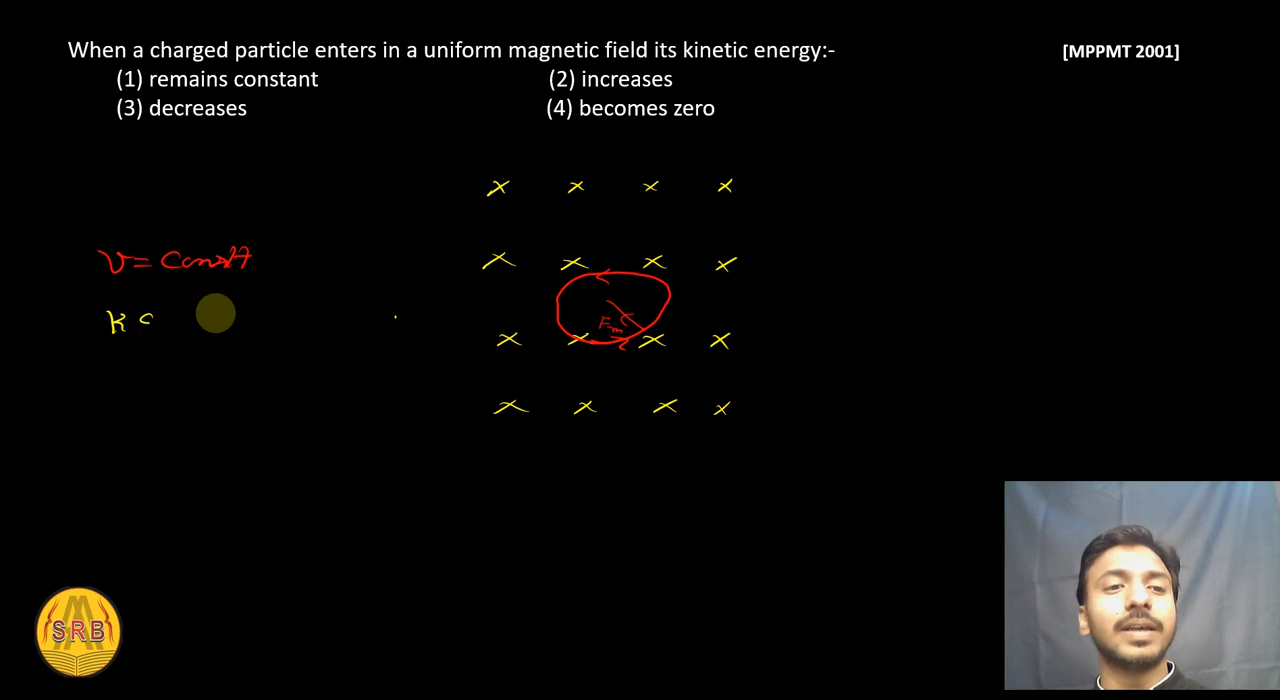 When a charged particle enters in a uniform magnetic field its kinetic energy:- [MPPMT 2001]
(1) remains constant (2) increases
(3) decreases (4) becomes zero
v = const
Fm
K
SRB